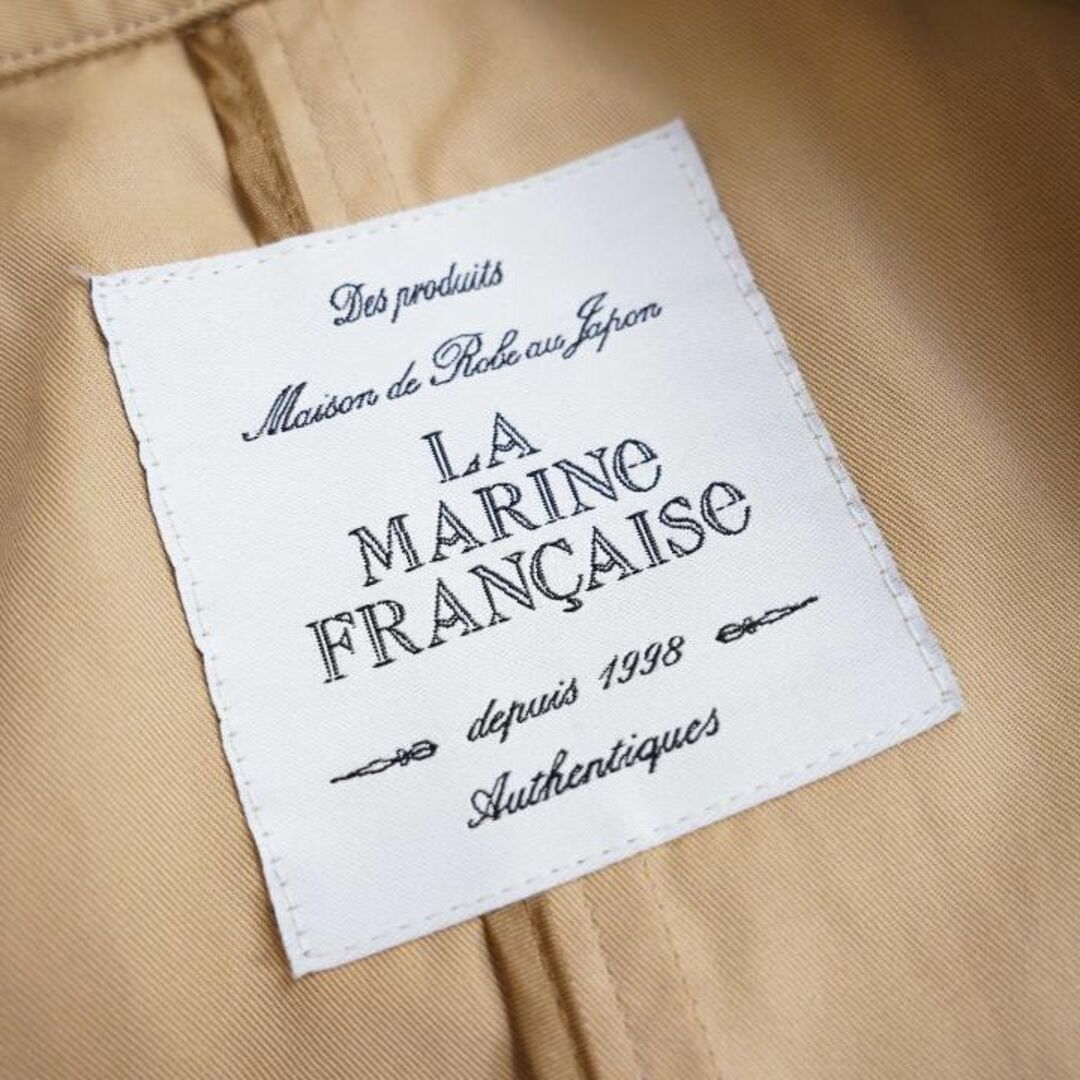 Des produits
Maison de Robe au Japon
LA
MARINe
FRANÇAISe
depuis 1998
Authentiques